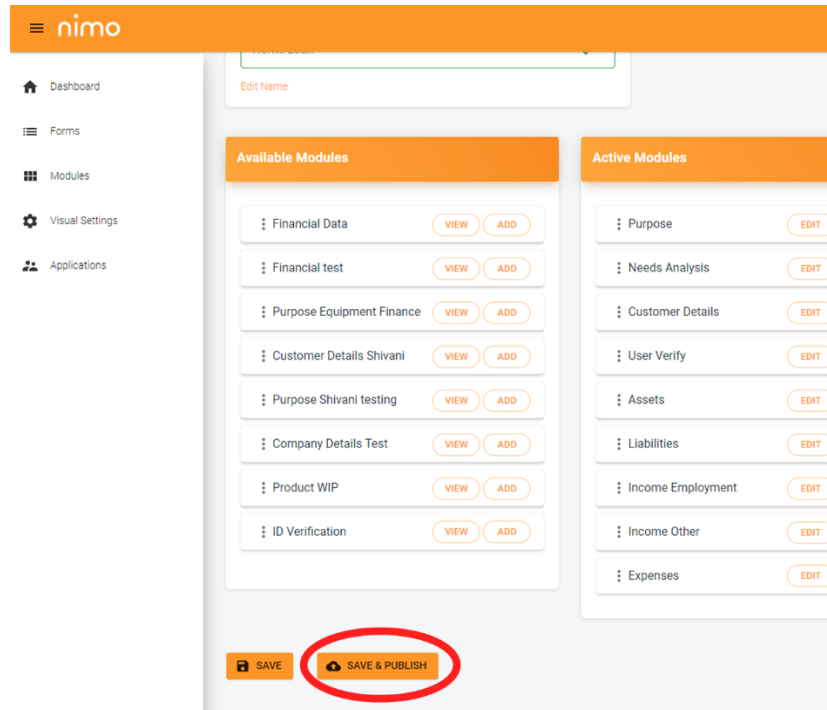 nimo
Dashboard
Forms
Modules
Visual Settings
Applications
Home Loan
Edit Name
Available Modules
Financial Data VIEW ADD
Financial test VIEW ADD
Purpose Equipment Finance VIEW ADD
Customer Details Shivani VIEW ADD
Purpose Shivani testing VIEW ADD
Company Details Test VIEW ADD
Product WIP VIEW ADD
ID Verification VIEW ADD
Active Modules
Purpose EDIT
Needs Analysis EDIT
Customer Details EDIT
User Verify EDIT
Assets EDIT
Liabilities EDIT
Income Employment EDIT
Income Other EDIT
Expenses EDIT
SAVE SAVE & PUBLISH